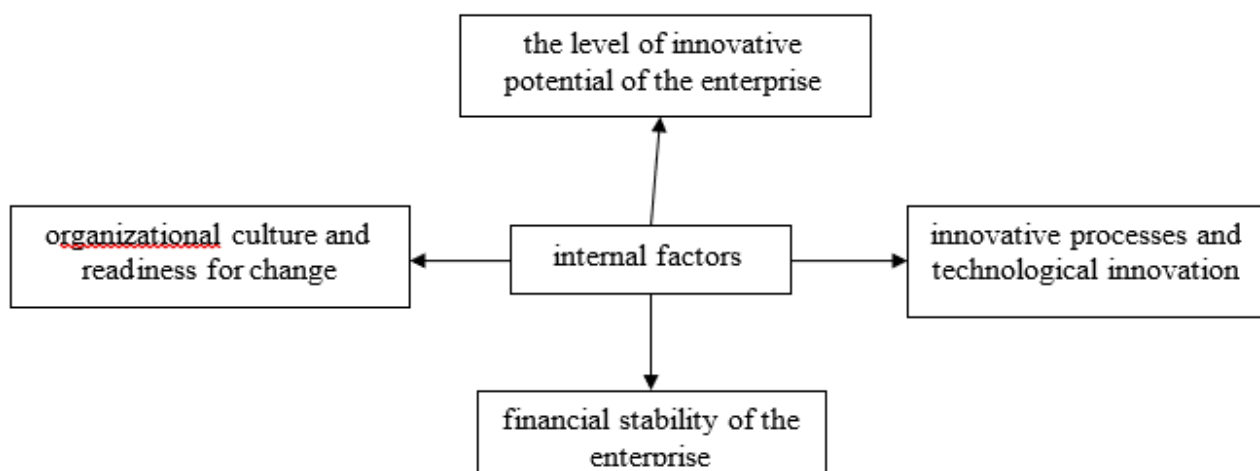 the level of innovative
potential of the enterprise
organizational culture and
readiness for change
internal factors
innovative processes and
technological innovation
financial stability of the
enterprise